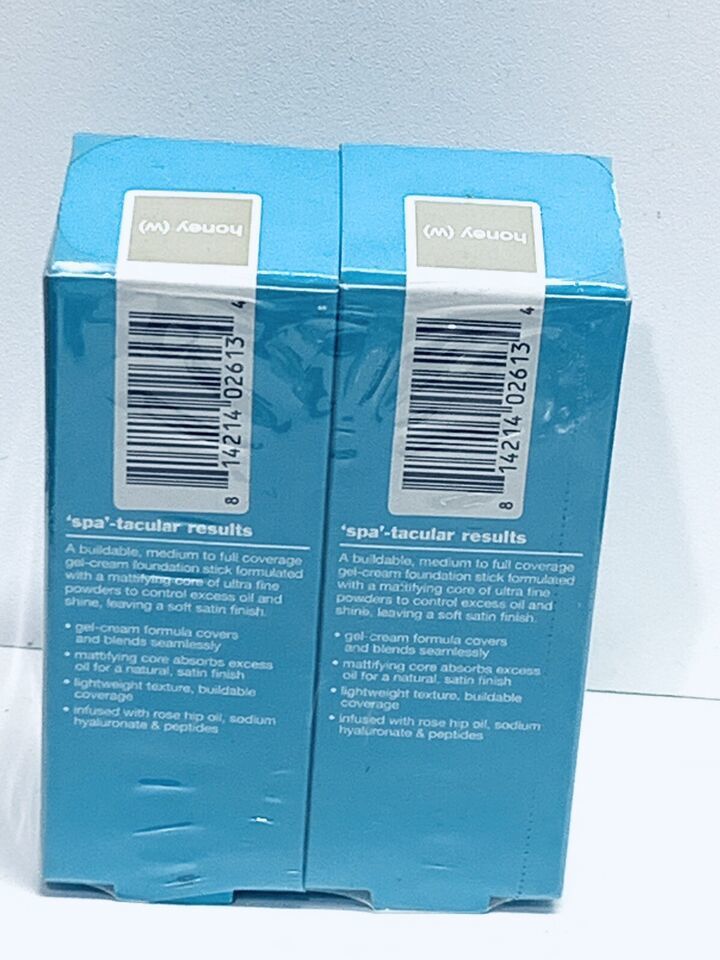 honey (w)
8 14214 02613 4
'spa'-tacular results
A buildable, medium to full coverage
gel-cream foundation stick formulated
with a mattifying core of ultra fine
powders to control excess oil and
shine, leaving a soft satin finish.
• gel-cream formula covers
and blends seamlessly
• mattifying core absorbs excess
oil for a natural, satin finish
• lightweight texture, buildable
coverage
• infused with rose hip oil, sodium
hyaluronate & peptides
honey (w)
8 14214 02613 4
'spa'-tacular results
A buildable, medium to full coverage
gel-cream foundation stick formulated
with a mattifying core of ultra fine
powders to control excess oil and
shine, leaving a soft satin finish.
• gel-cream formula covers
and blends seamlessly
• mattifying core absorbs excess
oil for a natural, satin finish
• lightweight texture, buildable
coverage
• infused with rose hip oil, sodium
hyaluronate & peptides